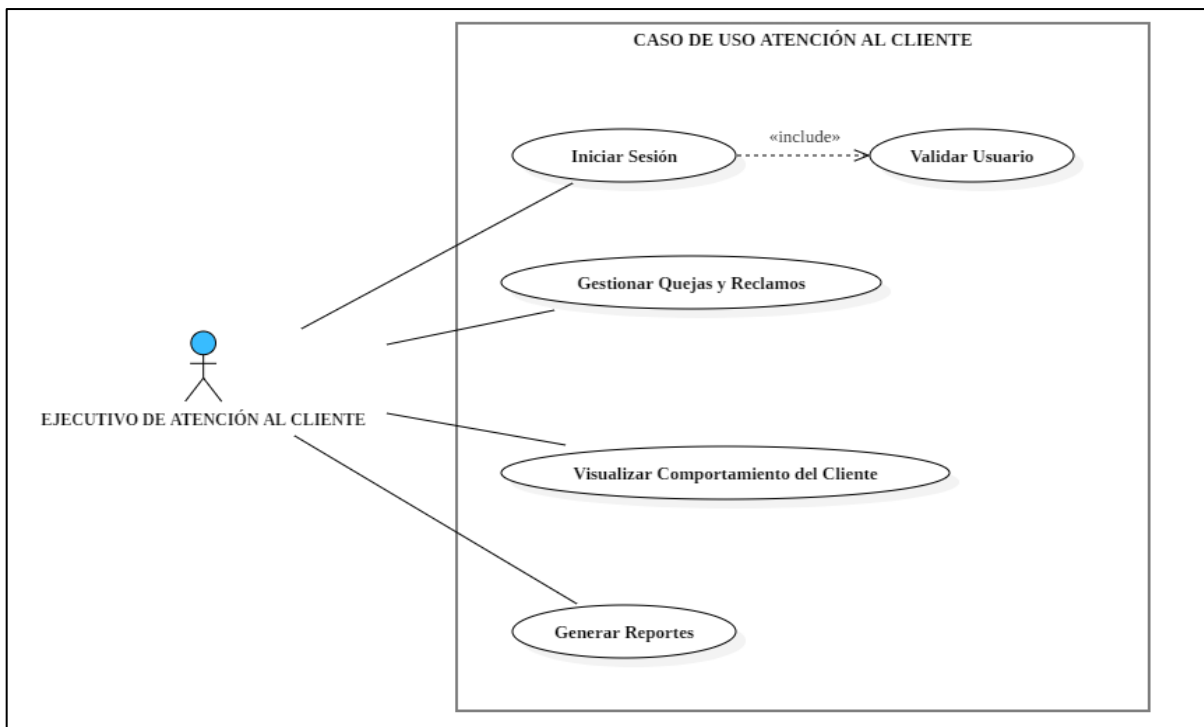 CASO DE USO ATENCIÓN AL CLIENTE
«include»
Iniciar Sesión
Validar Usuario
Gestionar Quejas y Reclamos
EJECUTIVO DE ATENCIÓN AL CLIENTE
Visualizar Comportamiento del Cliente
Generar Reportes